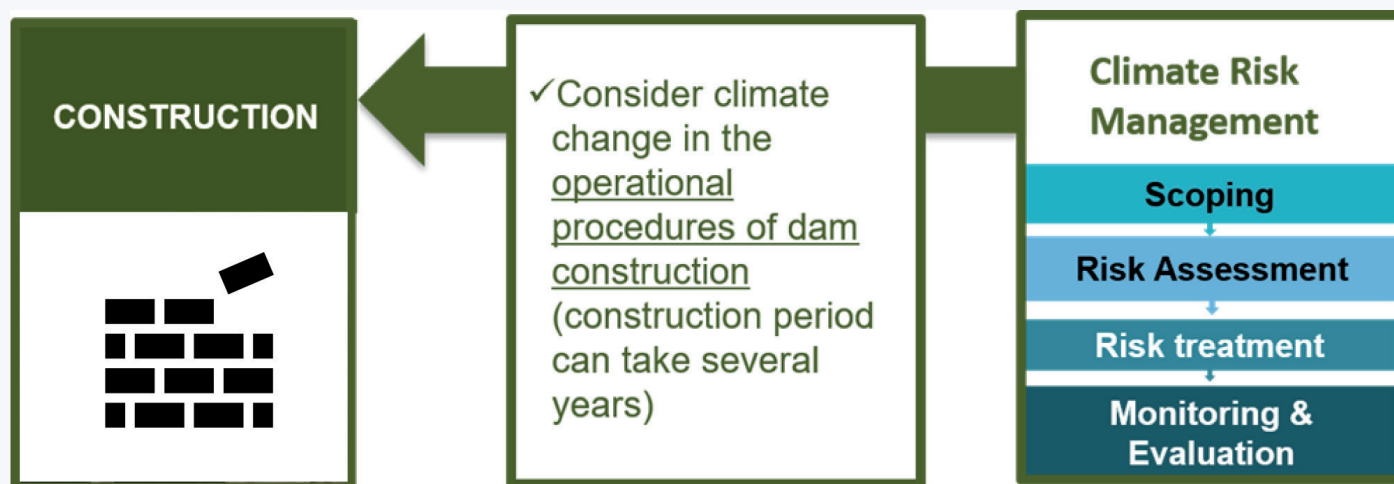 CONSTRUCTION
✓Consider climate
change in the
operational
procedures of dam
construction
(construction period
can take several
years)
Climate Risk
Management
Scoping
Risk Assessment
Risk treatment
Monitoring &
Evaluation